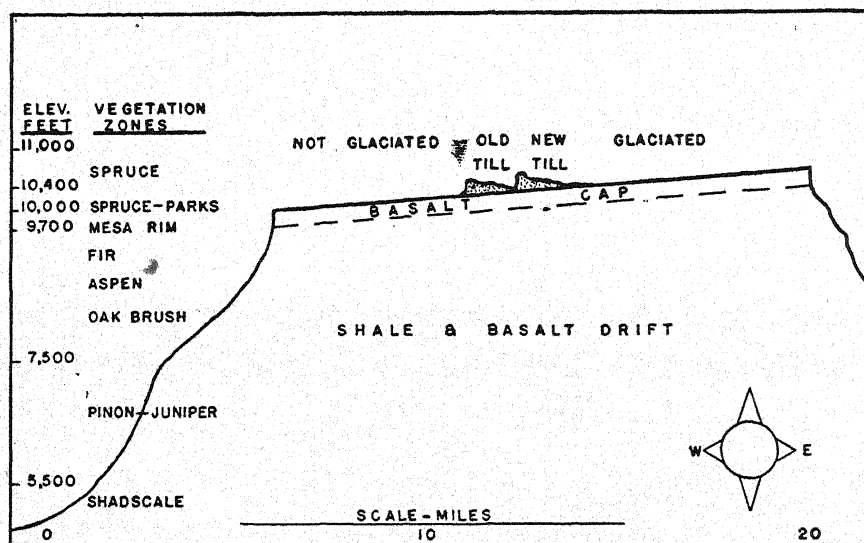 ELEV. VEGETATION
FEET ZONES
11,000
NOT GLACIATED OLD NEW GLACIATED
TILL TILL
SPRUCE
10,400
10,000 SPRUCE-PARKS
BASALT CAP
9,700 MESA RIM
FIR
ASPEN
OAK BRUSH
SHALE & BASALT DRIFT
7,500
PINON-JUNIPER
W E
5,500
SHADSCALE
SCALE-MILES
0 10 20